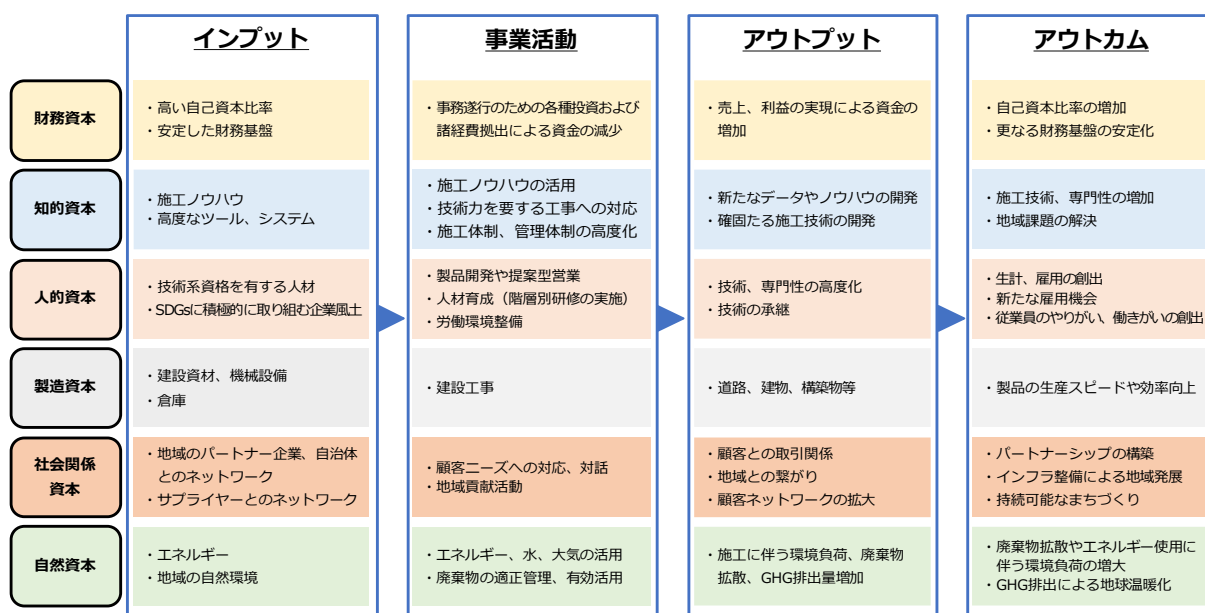 インプット
事業活動
アウトプット
アウトカム
財務資本
・高い自己資本比率
・安定した財務基盤
・事務遂行のための各種投資および
諸経費拠出による資金の減少
・売上、利益の実現による資金の
増加
・自己資本比率の増加
・更なる財務基盤の安定化
知的資本
・施工ノウハウ
・高度なツール、システム
・施工ノウハウの活用
・技術力を要する工事への対応
・施工体制、管理体制の高度化
・新たなデータやノウハウの開発
・確固たる施工技術の開発
・施工技術、専門性の増加
・地域課題の解決
人的資本
・技術系資格を有する人材
・SDGsに積極的に取り組む企業風土
・製品開発や提案型営業
・人材育成（階層別研修の実施）
・労働環境整備
・技術、専門性の高度化
・技術の承継
・生計、雇用の創出
・新たな雇用機会
・従業員のやりがい、働きがいの創出
製造資本
・建設資材、機械設備
・倉庫
・建設工事
・道路、建物、構築物等
・製品の生産スピードや効率向上
社会関係
資本
・地域のパートナー企業、自治体
とのネットワーク
・サプライヤーとのネットワーク
・顧客ニーズへの対応、対話
・地域貢献活動
・顧客との取引関係
・地域との繋がり
・顧客ネットワークの拡大
・パートナーシップの構築
・インフラ整備による地域発展
・持続可能なまちづくり
自然資本
・エネルギー
・地域の自然環境
・エネルギー、水、大気の活用
・廃棄物の適正管理、有効活用
・施工に伴う環境負荷、廃棄物
拡散、GHG排出量増加
・廃棄物拡散やエネルギー使用に
伴う環境負荷の増大
・GHG排出による地球温暖化